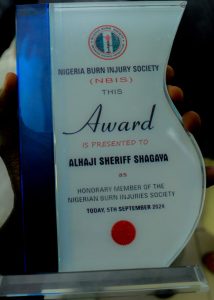 NIGERIA BURN INJURY SOCIETY
(NBIS)
THIS
Award
IS PRESENTED TO
ALHAJI SHERIFF SHAGAYA
as
HONORARY MEMBER OF THE
NIGERIAN BURN INJURIES SOCIETY
TODAY, 5TH SEPTEMBER 2024